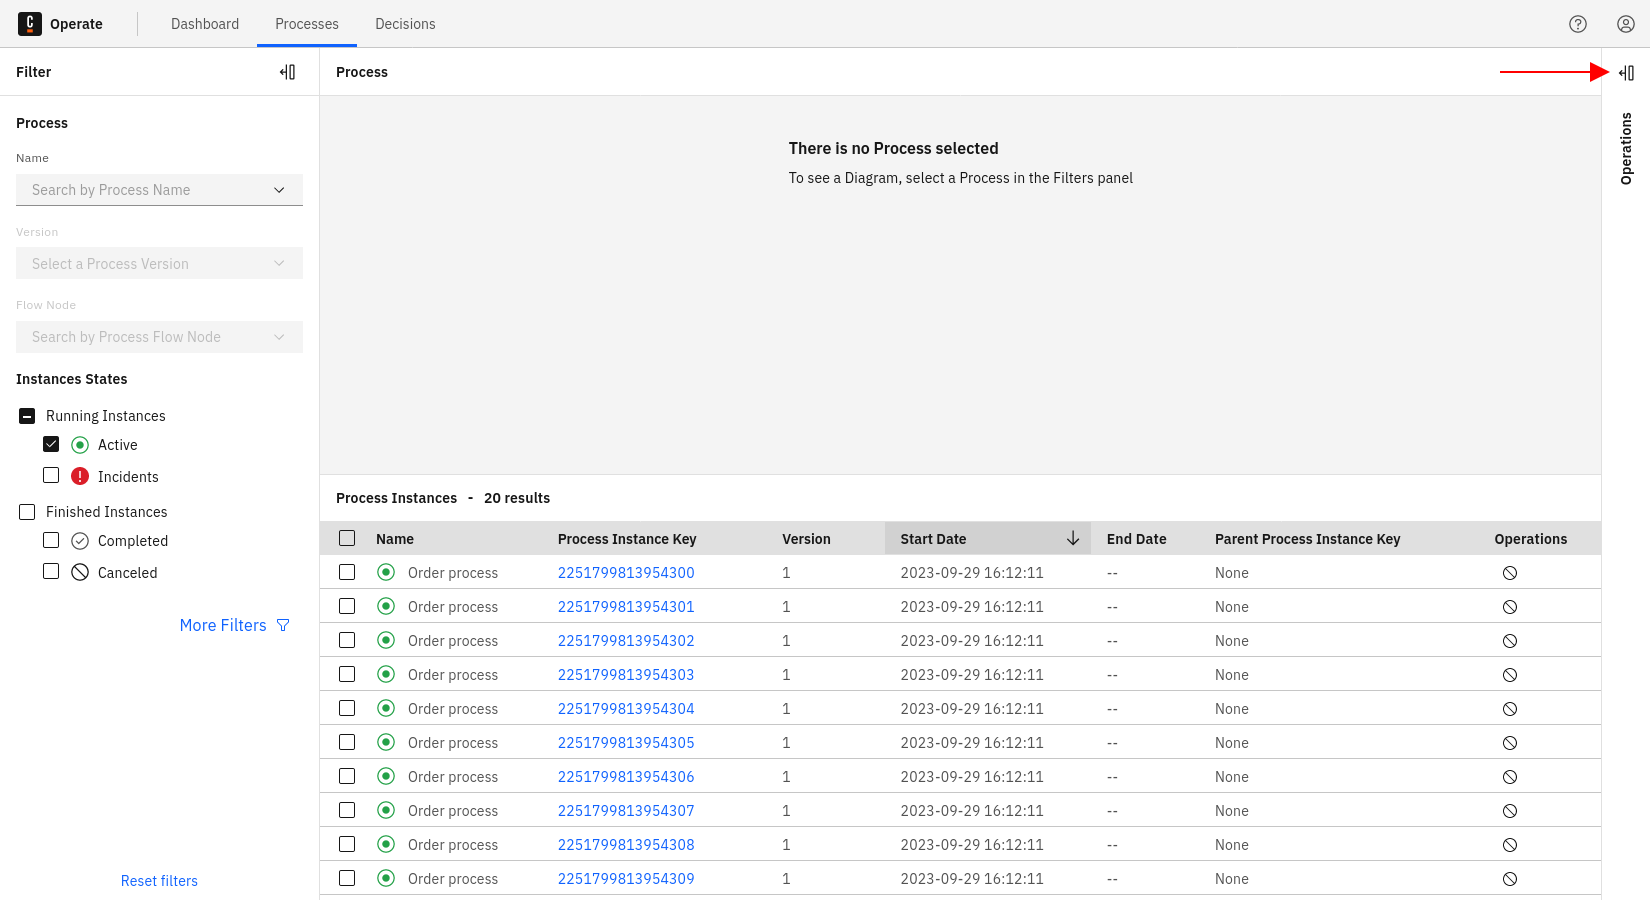 Operate Dashboard Processes Decisions
Filter
Process
Name
Search by Process Name
Version
Select a Process Version
Flow Node
Search by Process Flow Node
Instances States
Running Instances
Active
Incidents
Finished Instances
Completed
Canceled
More Filters
Reset filters
Process
There is no Process selected
To see a Diagram, select a Process in the Filters panel
Process Instances - 20 results
Name Process Instance Key Version Start Date End Date Parent Process Instance Key Operations
Order process 2251799813954300 1 2023-09-29 16:12:11 -- None
Order process 2251799813954301 1 2023-09-29 16:12:11 -- None
Order process 2251799813954302 1 2023-09-29 16:12:11 -- None
Order process 2251799813954303 1 2023-09-29 16:12:11 -- None
Order process 2251799813954304 1 2023-09-29 16:12:11 -- None
Order process 2251799813954305 1 2023-09-29 16:12:11 -- None
Order process 2251799813954306 1 2023-09-29 16:12:11 -- None
Order process 2251799813954307 1 2023-09-29 16:12:11 -- None
Order process 2251799813954308 1 2023-09-29 16:12:11 -- None
Order process 2251799813954309 1 2023-09-29 16:12:11 -- None
Operations